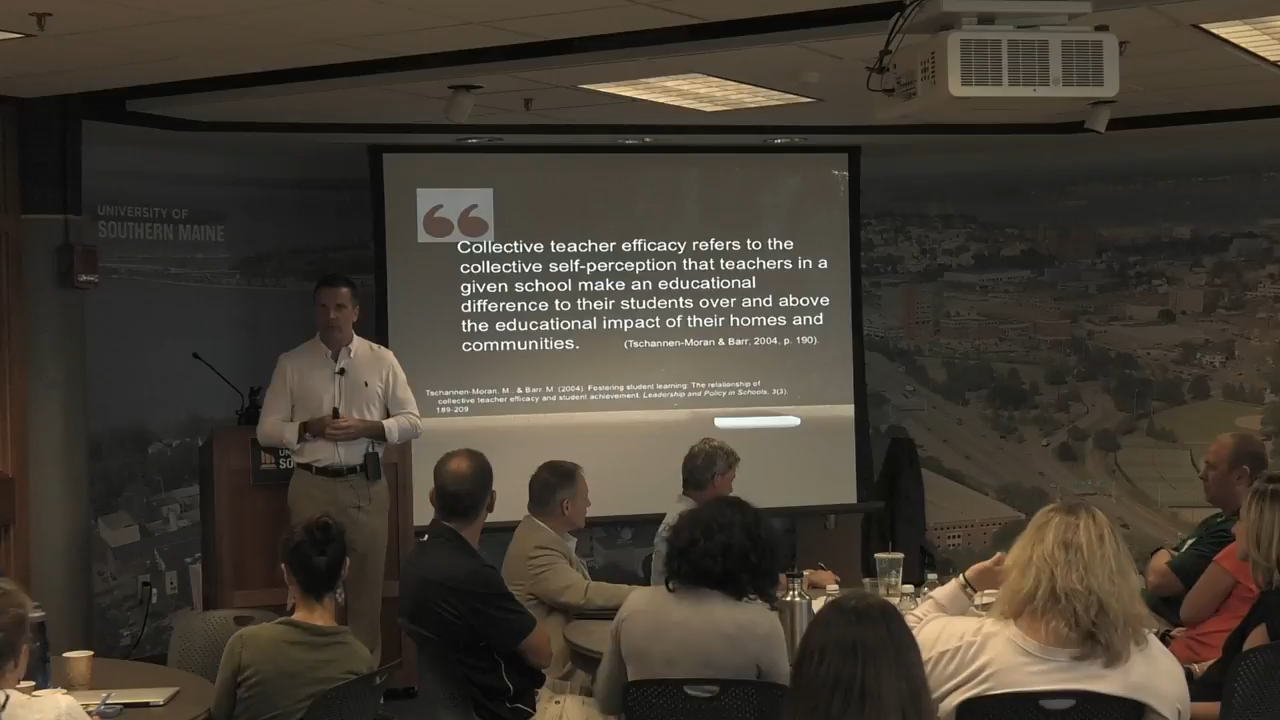 UNIVERSITY OF
SOUTHERN MAINE
Collective teacher efficacy refers to the
collective self-perception that teachers in a
given school make an educational
difference to their students over and above
the educational impact of their homes and
communities. (Tschannen-Moran & Barr, 2004, p. 190).
Tschannen-Moran, M., & Barr, M. (2004). Fostering student learning: The relationship of
collective teacher efficacy and student achievement. Leadership and Policy in Schools, 3(3).
189-209